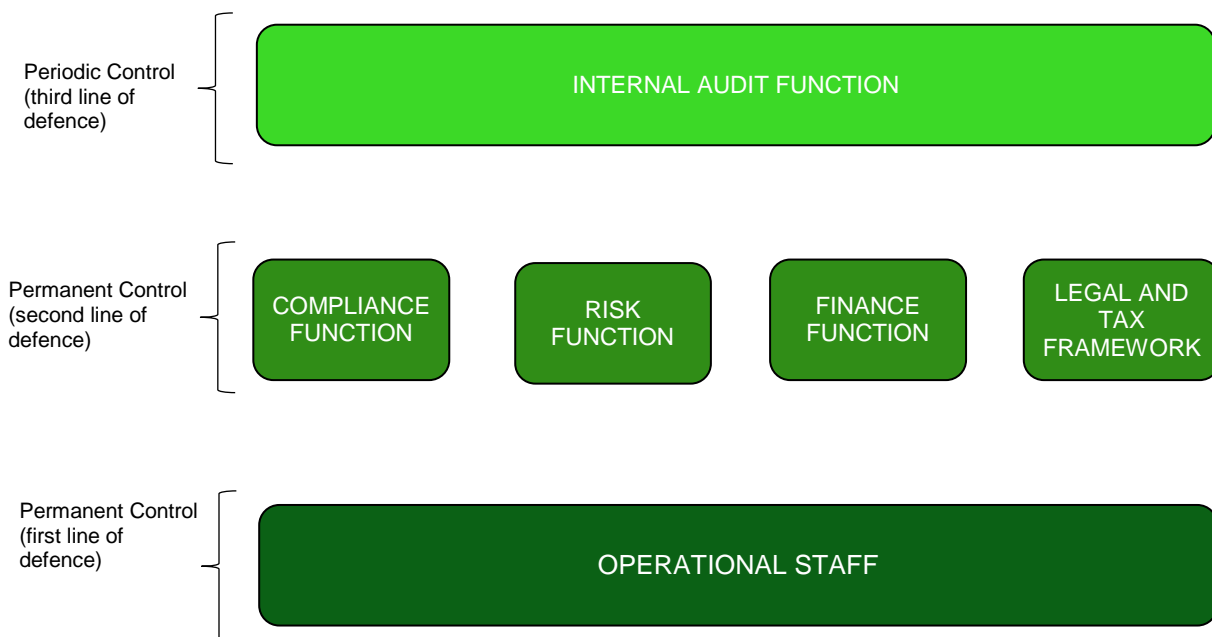 Periodic Control
(third line of
defence)
INTERNAL AUDIT FUNCTION
Permanent Control
(second line of
defence)
COMPLIANCE
FUNCTION
RISK
FUNCTION
FINANCE
FUNCTION
LEGAL AND
TAX
FRAMEWORK
Permanent Control
(first line of
defence)
OPERATIONAL STAFF